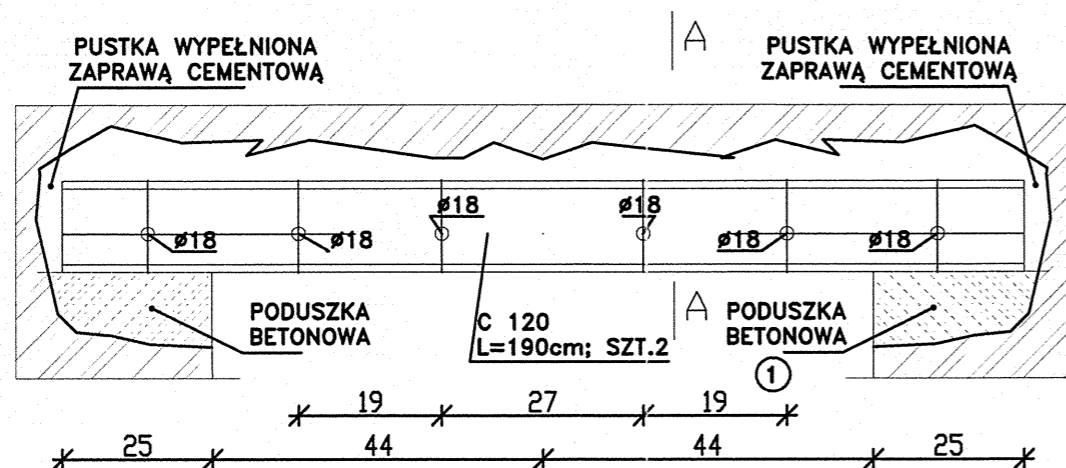 A
PUSTKA WYPEŁNIONA
ZAPRAWĄ CEMENTOWĄ
PUSTKA WYPEŁNIONA
ZAPRAWĄ CEMENTOWĄ
ø18
ø18
ø18
ø18
ø18
ø18
A
PODUSZKA
BETONOWA
C 120
L=190cm; SZT.2
PODUSZKA
BETONOWA
1
19
27
19
25
44
44
25